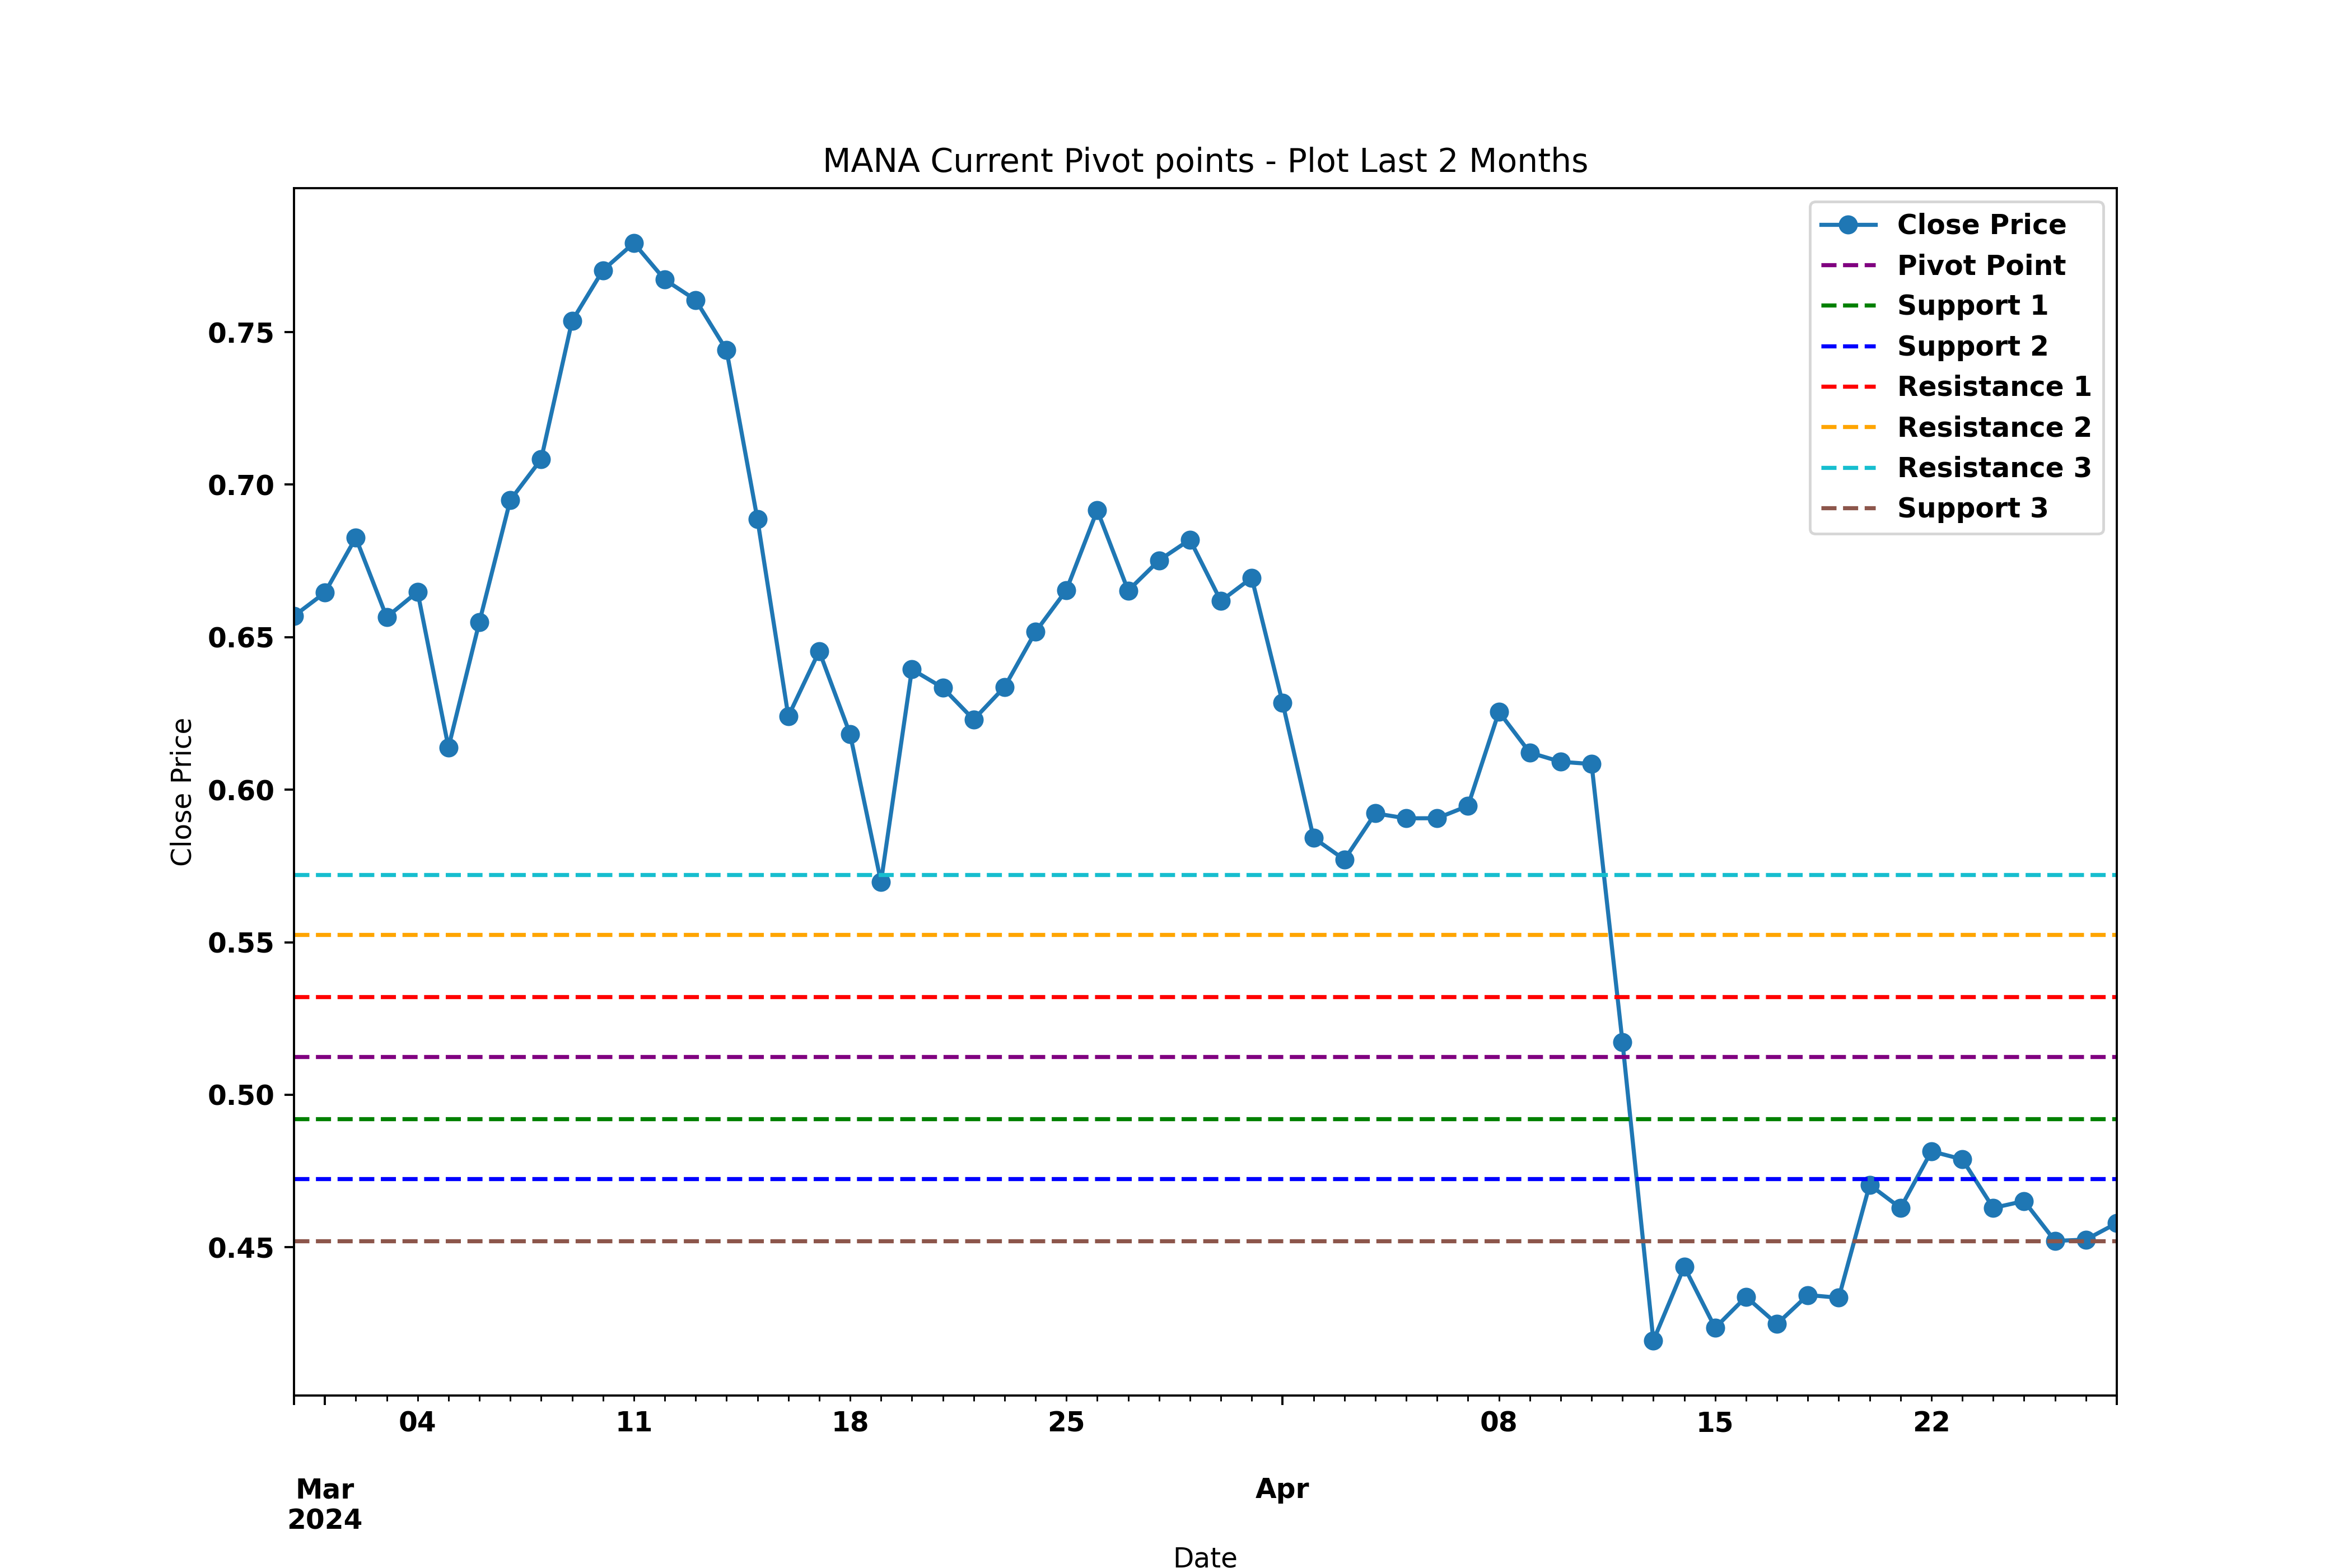 MANA Current Pivot points - Plot Last 2 Months
Close Price
Pivot Point
Support 1
Support 2
Resistance 1
Resistance 2
Resistance 3
Support 3
Close Price
0.75
0.70
0.65
0.60
0.55
0.50
0.45
04 11 18 25 08 15 22
Mar Apr
2024
Date